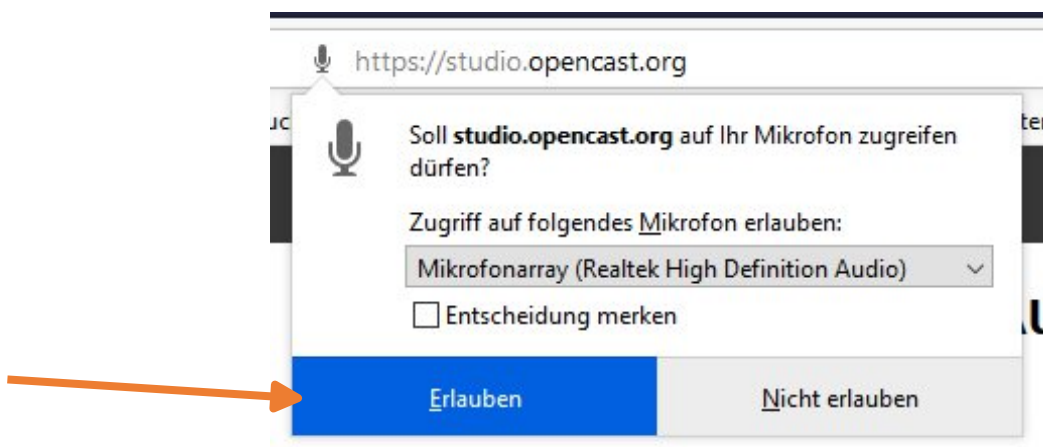 https://studio.opencast.org
Soll studio.opencast.org auf Ihr Mikrofon zugreifen
dürfen?
Zugriff auf folgendes Mikrofon erlauben:
Mikrofonarray (Realtek High Definition Audio)
Entscheidung merken
Erlauben
Nicht erlauben